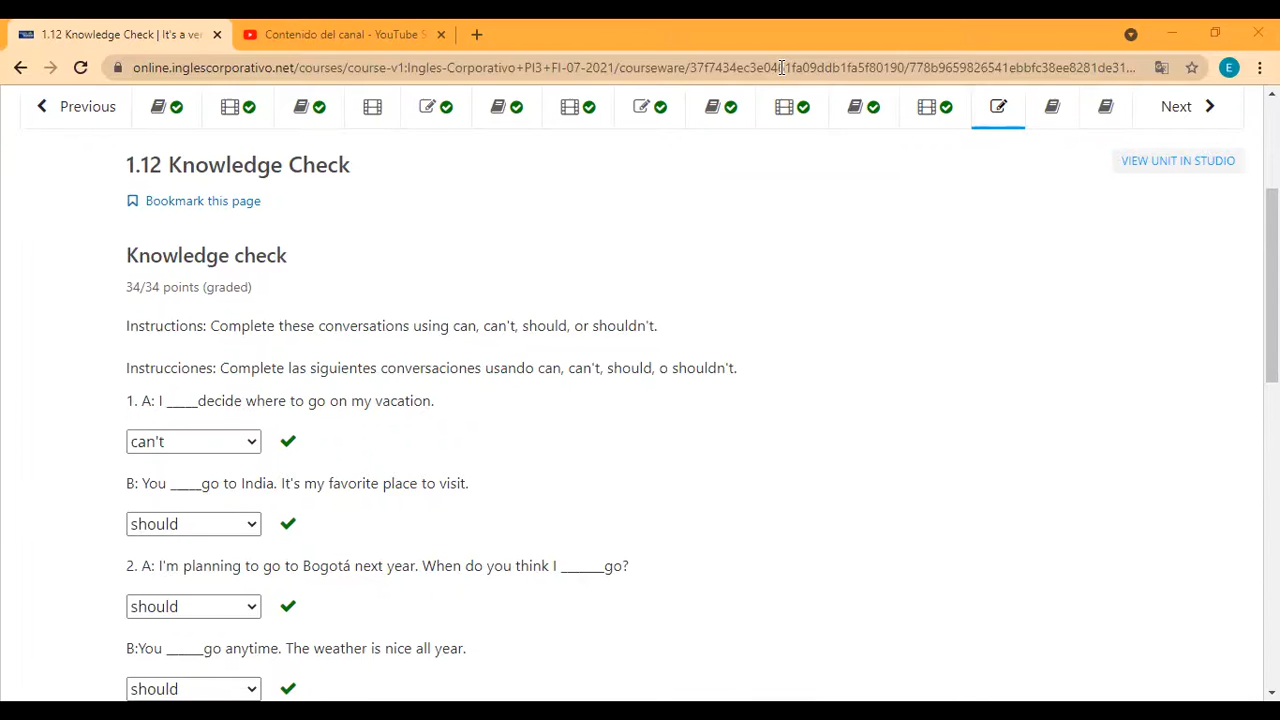 1.12 Knowledge Check | It's a ve
Contenido del canal - YouTube S
online.inglescorporativo.net/courses/course-v1:Ingles-Corporativo+PI3+FI-07-2021/courseware/
Previous
Next
1.12 Knowledge Check
VIEW UNIT IN STUDIO
Bookmark this page
Knowledge check
34/34 points (graded)
Instructions: Complete these conversations using can, can't, should, or shouldn't.
Instrucciones: Complete las siguientes conversaciones usando can, can't, should, o shouldn't.
1. A: I _____decide where to go on my vacation.
can't
B: You _____go to India. It's my favorite place to visit.
should
2. A: I'm planning to go to Bogotá next year. When do you think I _______go?
should
B:You ______go anytime. The weather is nice all year.
should
E